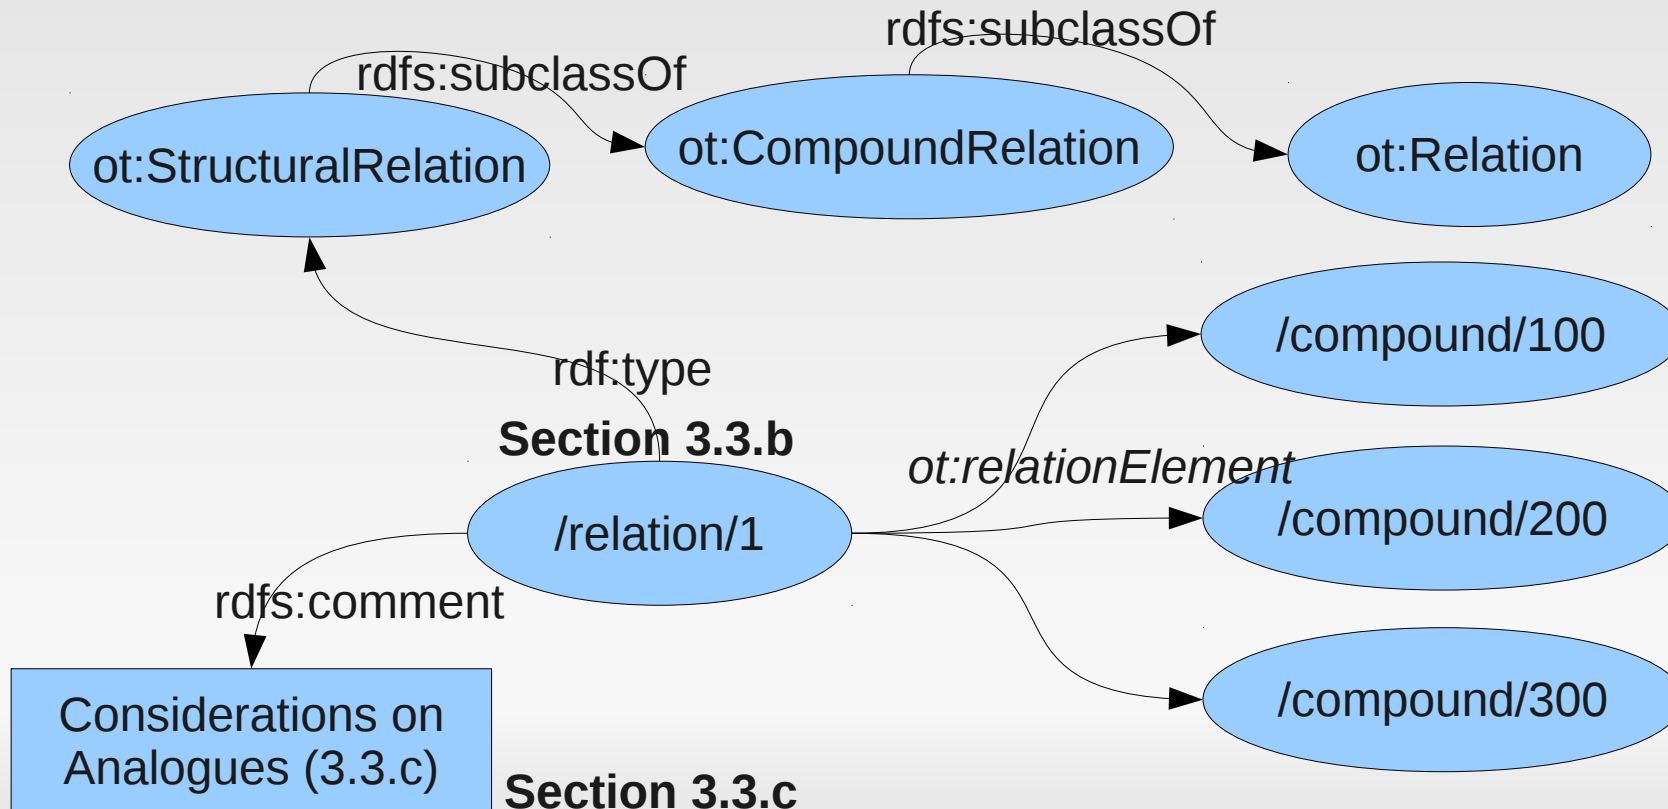 rdfs:subclassOf
rdfs:subclassOf
ot:StructuralRelation
ot:CompoundRelation
ot:Relation
/compound/100
rdf:type
Section 3.3.b
ot:relationElement
/compound/200
/relation/1
rdfs:comment
/compound/300
Considerations on
Analogues (3.3.c)
Section 3.3.c